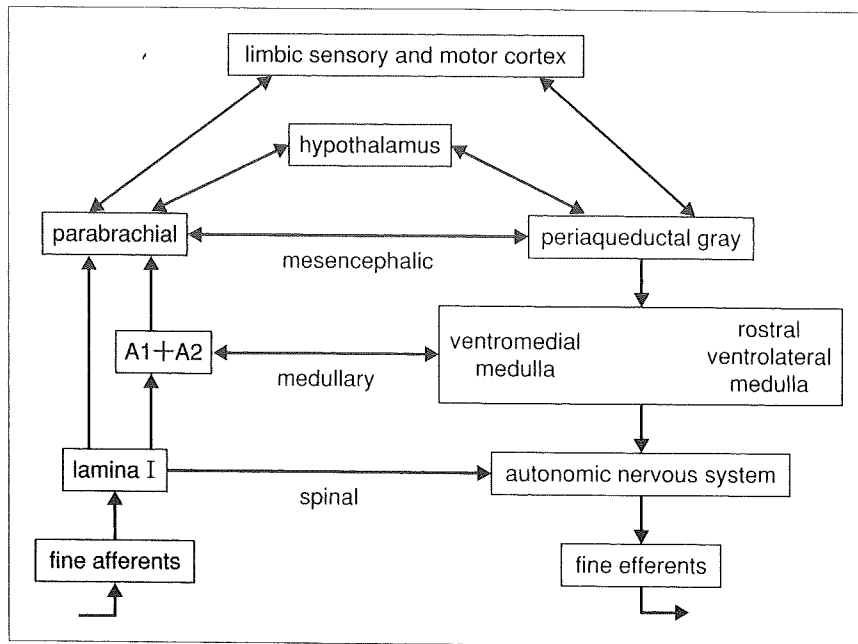 limbic sensory and motor cortex
hypothalamus
parabrachial
periaqueductal gray
mesencephalic
ventromedial
medulla
rostral
ventrolateral
medulla
A1+A2
medullary
lamina I
autonomic nervous system
spinal
fine afferents
fine efferents